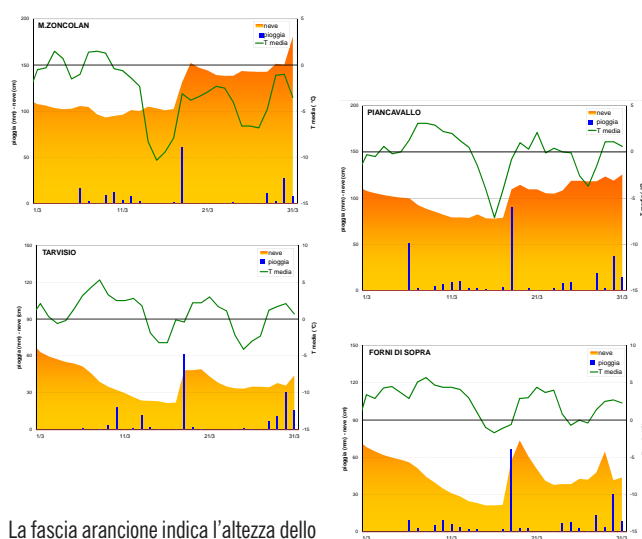 M.ZONCOLAN
neve
pioggia
T media
pioggia (mm) - neve (cm)
T media (°C)
200
150
100
50
0
5
0
-5
-10
-15
1/3
11/3
21/3
31/3
PIANCAVALLO
neve
pioggia
T media
pioggia (mm) - neve (cm)
200
150
100
50
0
5
0
-5
-10
-15
1/3
11/3
21/3
31/3
TARVISIO
neve
pioggia
T media
pioggia (mm) - neve (cm)
T media (°C)
150
120
90
60
30
0
10
5
0
-5
-10
-15
1/3
11/3
21/3
31/3
FORNI DI SOPRA
neve
pioggia
T media
pioggia (mm) - neve (cm)
150
120
90
60
30
0
10
5
0
-5
-10
-15
1/3
11/3
21/3
31/3
La fascia arancione indica l'altezza dello